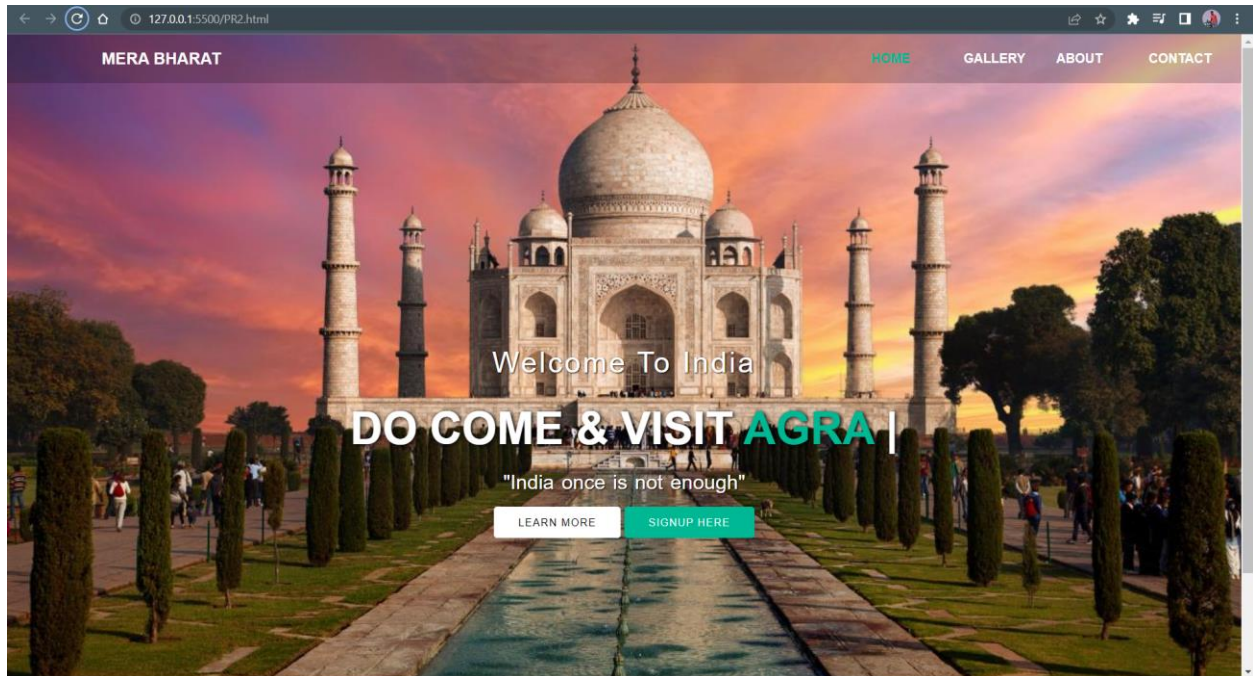 127.0.0.1:5500/PR2.html
MERA BHARAT HOME GALLERY ABOUT CONTACT
Welcome To India
DO COME & VISIT AGRA |
"India once is not enough"
LEARN MORE SIGNUP HERE